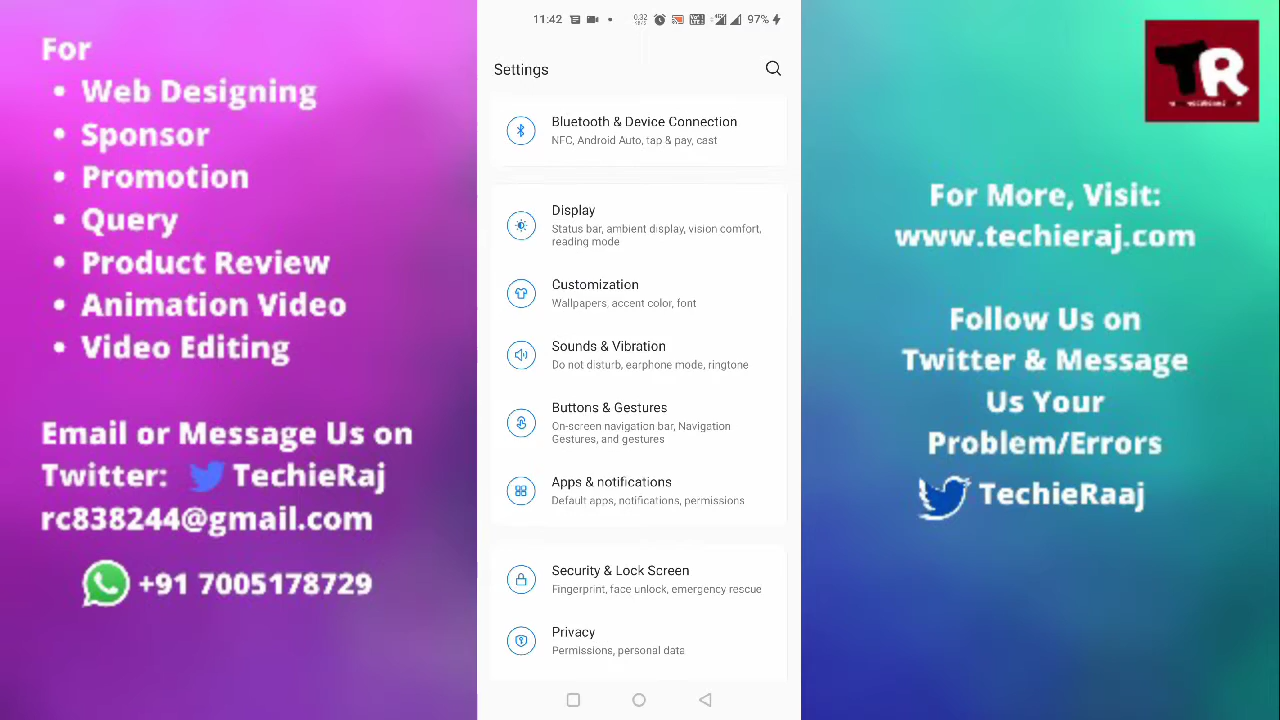 For
• Web Designing
• Sponsor
• Promotion
• Query
• Product Review
• Animation Video
• Video Editing
Email or Message Us on
Twitter: TechieRaj
rc838244@gmail.com
+91 7005178729
11:42
97%
Settings
Bluetooth & Device Connection
NFC, Android Auto, tap & pay, cast
Display
Status bar, ambient display, vision comfort,
reading mode
Customization
Wallpapers, accent color, font
Sounds & Vibration
Do not disturb, earphone mode, ringtone
Buttons & Gestures
On-screen navigation bar, Navigation
Gestures, and gestures
Apps & notifications
Default apps, notifications, permissions
Security & Lock Screen
Fingerprint, face unlock, emergency rescue
Privacy
Permissions, personal data
TR
For More, Visit:
www.techieraj.com
Follow Us on
Twitter & Message
Us Your
Problem/Errors
TechieRaaj